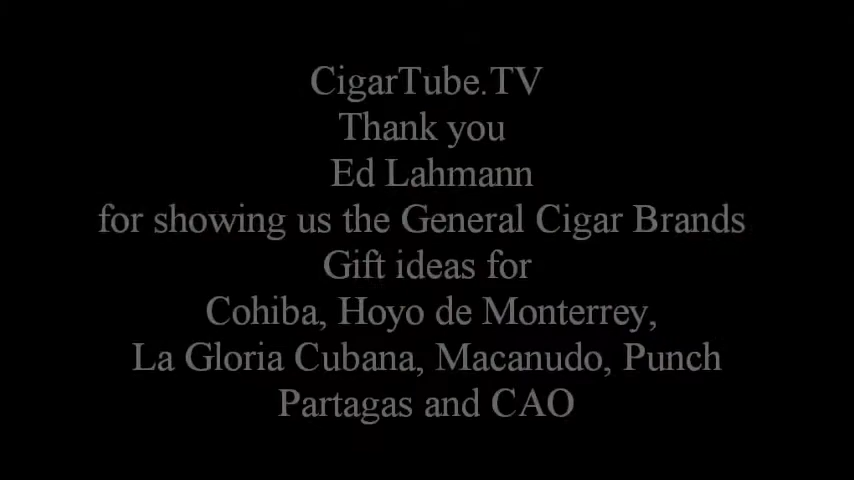 CigarTube.TV
Thank you
Ed Lahmann
for showing us the General Cigar Brands
Gift ideas for
Cohiba, Hoyo de Monterrey,
La Gloria Cubana, Macanudo, Punch
Partagas and CAO